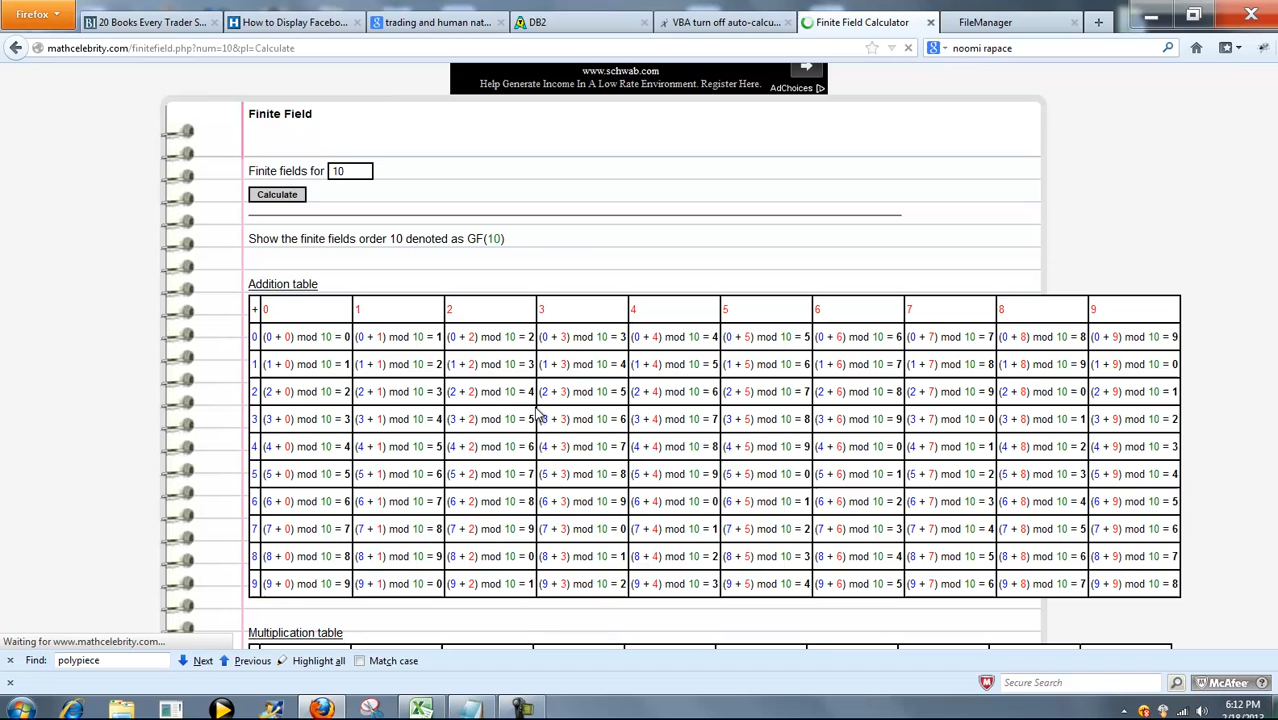 Firefox
20 Books Every Trader S...
How to Display Facebo...
trading and human nat...
DB2
VBA turn off auto-calcu...
Finite Field Calculator
FileManager
mathcelebrity.com/finitefield.php?num=10&pl=Calculate
noomi rapace
www.schwab.com
Help Generate Income In A Low Rate Environment. Register Here.
AdChoices
Finite Field
Finite fields for 10
Calculate
Show the finite fields order 10 denoted as GF(10)
Addition table
+ 0 1 2 3 4 5 6 7 8 9
0 (0 + 0) mod 10 = 0 (0 + 1) mod 10 = 1 (0 + 2) mod 10 = 2 (0 + 3) mod 10 = 3 (0 + 4) mod 10 = 4 (0 + 5) mod 10 = 5 (0 + 6) mod 10 = 6 (0 + 7) mod 10 = 7 (0 + 8) mod 10 = 8 (0 + 9) mod 10 = 9
1 (1 + 0) mod 10 = 1 (1 + 1) mod 10 = 2 (1 + 2) mod 10 = 3 (1 + 3) mod 10 = 4 (1 + 4) mod 10 = 5 (1 + 5) mod 10 = 6 (1 + 6) mod 10 = 7 (1 + 7) mod 10 = 8 (1 + 8) mod 10 = 9 (1 + 9) mod 10 = 0
2 (2 + 0) mod 10 = 2 (2 + 1) mod 10 = 3 (2 + 2) mod 10 = 4 (2 + 3) mod 10 = 5 (2 + 4) mod 10 = 6 (2 + 5) mod 10 = 7 (2 + 6) mod 10 = 8 (2 + 7) mod 10 = 9 (2 + 8) mod 10 = 0 (2 + 9) mod 10 = 1
3 (3 + 0) mod 10 = 3 (3 + 1) mod 10 = 4 (3 + 2) mod 10 = 5 (3 + 3) mod 10 = 6 (3 + 4) mod 10 = 7 (3 + 5) mod 10 = 8 (3 + 6) mod 10 = 9 (3 + 7) mod 10 = 0 (3 + 8) mod 10 = 1 (3 + 9) mod 10 = 2
4 (4 + 0) mod 10 = 4 (4 + 1) mod 10 = 5 (4 + 2) mod 10 = 6 (4 + 3) mod 10 = 7 (4 + 4) mod 10 = 8 (4 + 5) mod 10 = 9 (4 + 6) mod 10 = 0 (4 + 7) mod 10 = 1 (4 + 8) mod 10 = 2 (4 + 9) mod 10 = 3
5 (5 + 0) mod 10 = 5 (5 + 1) mod 10 = 6 (5 + 2) mod 10 = 7 (5 + 3) mod 10 = 8 (5 + 4) mod 10 = 9 (5 + 5) mod 10 = 0 (5 + 6) mod 10 = 1 (5 + 7) mod 10 = 2 (5 + 8) mod 10 = 3 (5 + 9) mod 10 = 4
6 (6 + 0) mod 10 = 6 (6 + 1) mod 10 = 7 (6 + 2) mod 10 = 8 (6 + 3) mod 10 = 9 (6 + 4) mod 10 = 0 (6 + 5) mod 10 = 1 (6 + 6) mod 10 = 2 (6 + 7) mod 10 = 3 (6 + 8) mod 10 = 4 (6 + 9) mod 10 = 5
7 (7 + 0) mod 10 = 7 (7 + 1) mod 10 = 8 (7 + 2) mod 10 = 9 (7 + 3) mod 10 = 0 (7 + 4) mod 10 = 1 (7 + 5) mod 10 = 2 (7 + 6) mod 10 = 3 (7 + 7) mod 10 = 4 (7 + 8) mod 10 = 5 (7 + 9) mod 10 = 6
8 (8 + 0) mod 10 = 8 (8 + 1) mod 10 = 9 (8 + 2) mod 10 = 0 (8 + 3) mod 10 = 1 (8 + 4) mod 10 = 2 (8 + 5) mod 10 = 3 (8 + 6) mod 10 = 4 (8 + 7) mod 10 = 5 (8 + 8) mod 10 = 6 (8 + 9) mod 10 = 7
9 (9 + 0) mod 10 = 9 (9 + 1) mod 10 = 0 (9 + 2) mod 10 = 1 (9 + 3) mod 10 = 2 (9 + 4) mod 10 = 3 (9 + 5) mod 10 = 4 (9 + 6) mod 10 = 5 (9 + 7) mod 10 = 6 (9 + 8) mod 10 = 7 (9 + 9) mod 10 = 8
Multiplication table
Waiting for www.mathcelebrity.com...
Find: polypiece Next Previous Highlight all Match case
Secure Search
McAfee
6:12 PM